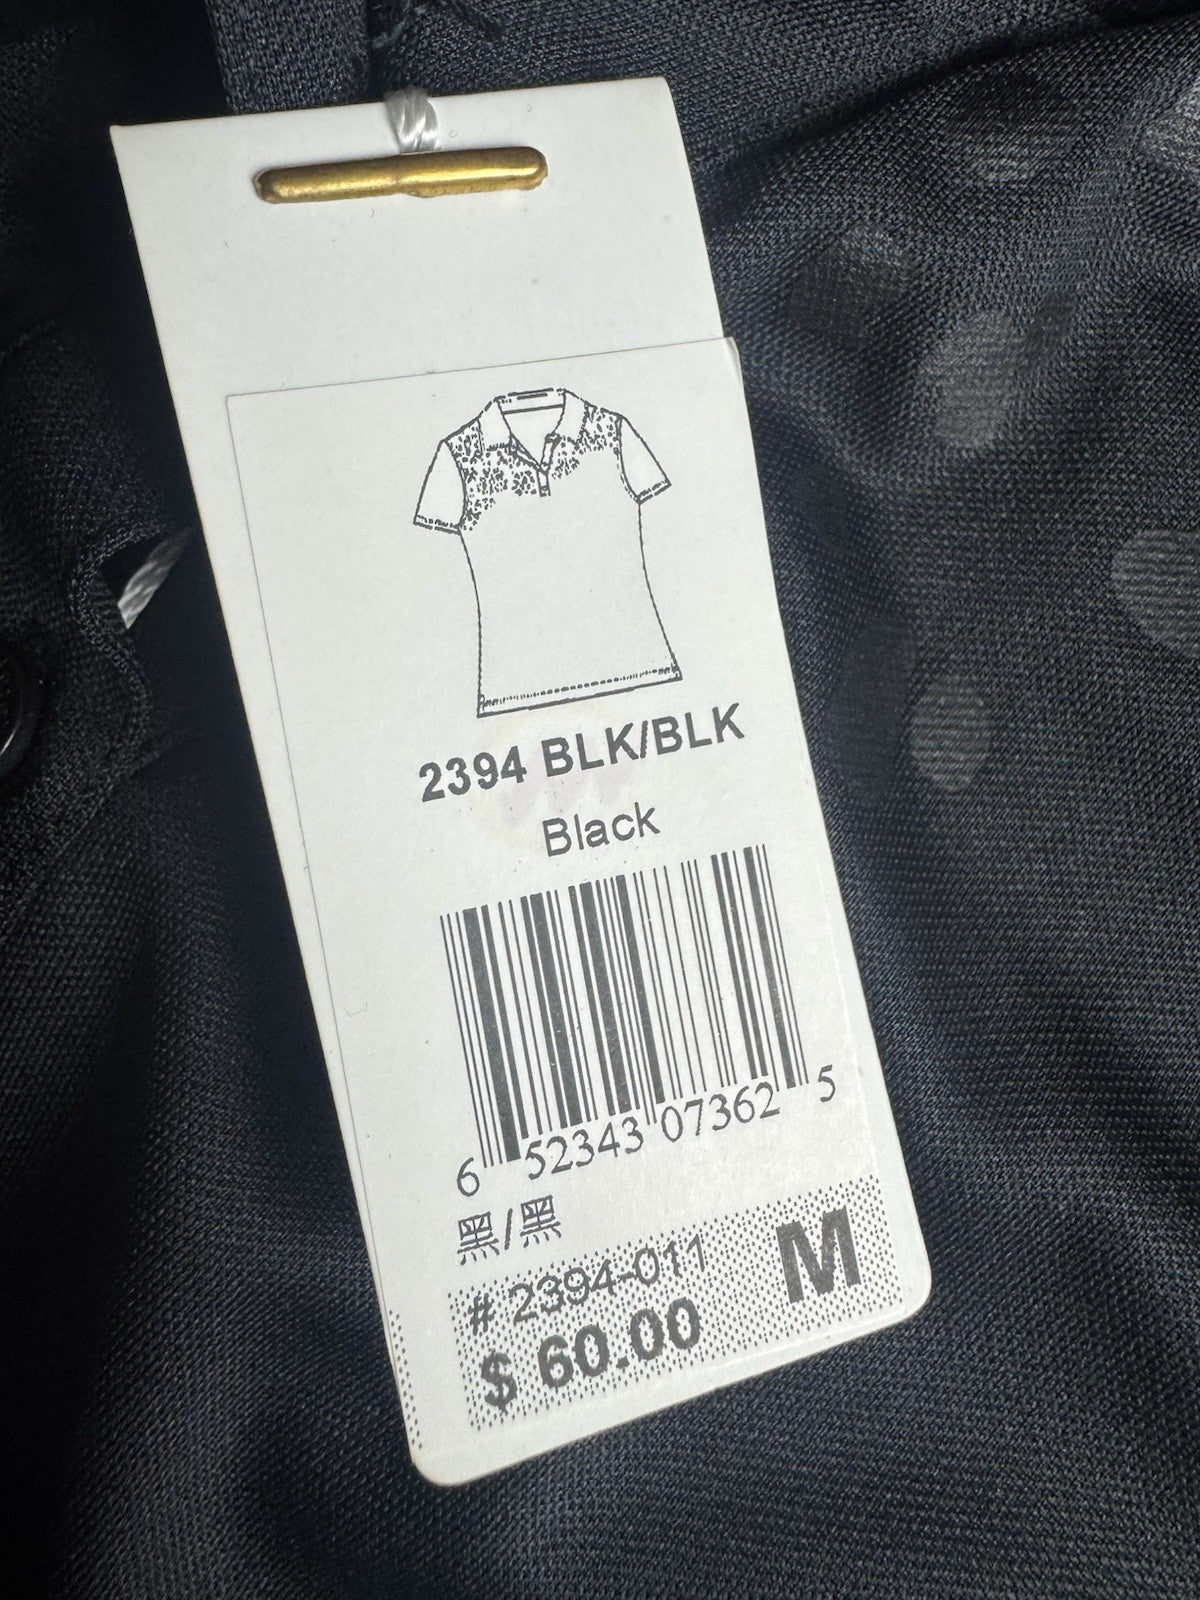 2394 BLK/BLK
Black
6 52343 07362 5
黑/黑
# 2394-011 M
$ 60.00